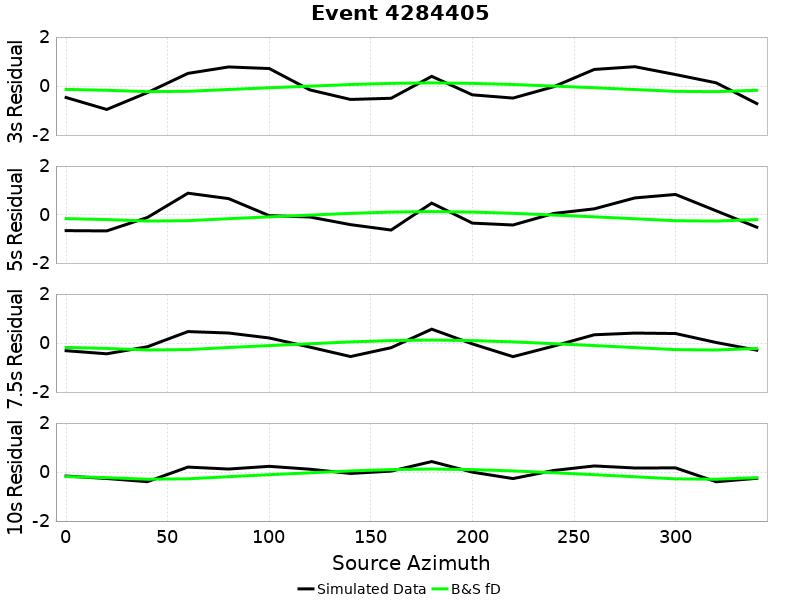 Event 4284405
3s Residual
2
0
-2
5s Residual
2
0
-2
7.5s Residual
2
0
-2
10s Residual
2
0
-2
0 50 100 150 200 250 300
Source Azimuth
Simulated Data B&S fD